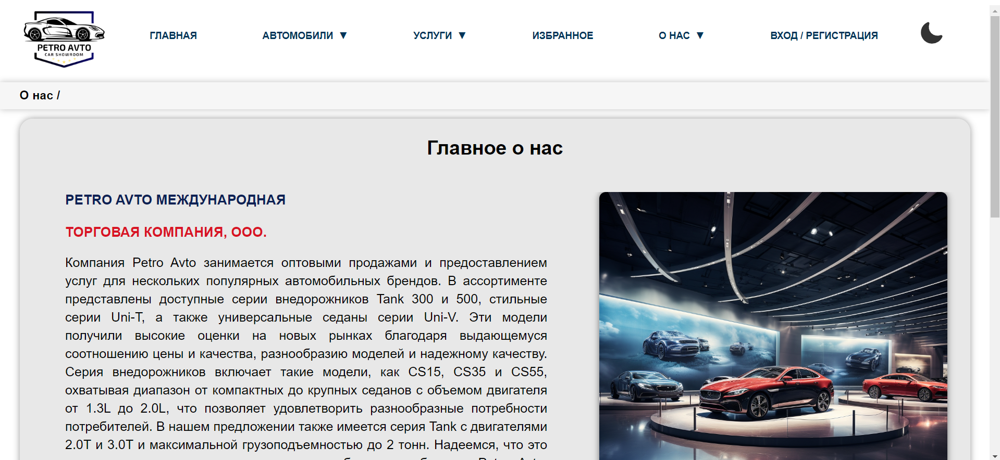 PETRO AVTO
CAR SHOWROOM
ГЛАВНАЯ
АВТОМОБИЛИ ▼
УСЛУГИ ▼
ИЗБРАННОЕ
О НАС ▼
ВХОД / РЕГИСТРАЦИЯ
О нас /
Главное о нас
PETRO AVTO МЕЖДУНАРОДНАЯ
ТОРГОВАЯ КОМПАНИЯ, ООО.
Компания Petro Avto занимается оптовыми продажами и предоставлением
услуг для нескольких популярных автомобильных брендов. В ассортименте
представлены доступные серии внедорожников Tank 300 и 500, стильные
серии Uni-T, а также универсальные седаны серии Uni-V. Эти модели
получили высокие оценки на новых рынках благодаря выдающемуся
соотношению цены и качества, разнообразию моделей и надежному качеству.
Серия внедорожников включает такие модели, как CS15, CS35 и CS55,
охватывая диапазон от компактных до крупных седанов с объемом двигателя
от 1.3L до 2.0L, что позволяет удовлетворить разнообразные потребности
потребителей. В нашем предложении также имеется серия Tank с двигателями
2.0T и 3.0T и максимальной грузоподъемностью до 2 тонн. Надеемся, что это